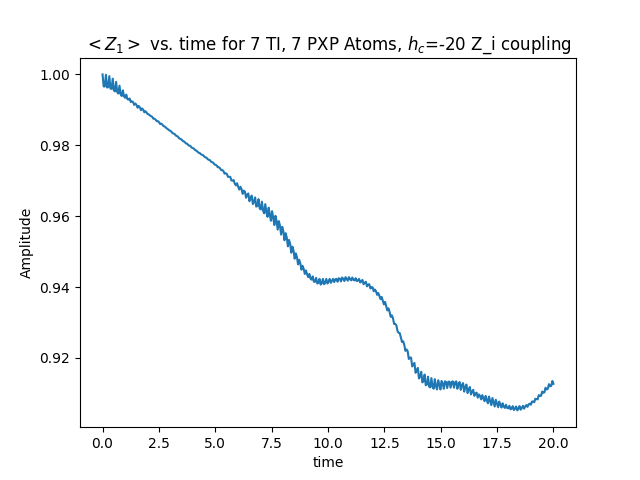 < Z_1 > vs. time for 7 TI, 7 PXP Atoms, h_c=-20 Z_i coupling
1.00
0.98
0.96
0.94
0.92
Amplitude
0.0 2.5 5.0 7.5 10.0 12.5 15.0 17.5 20.0
time